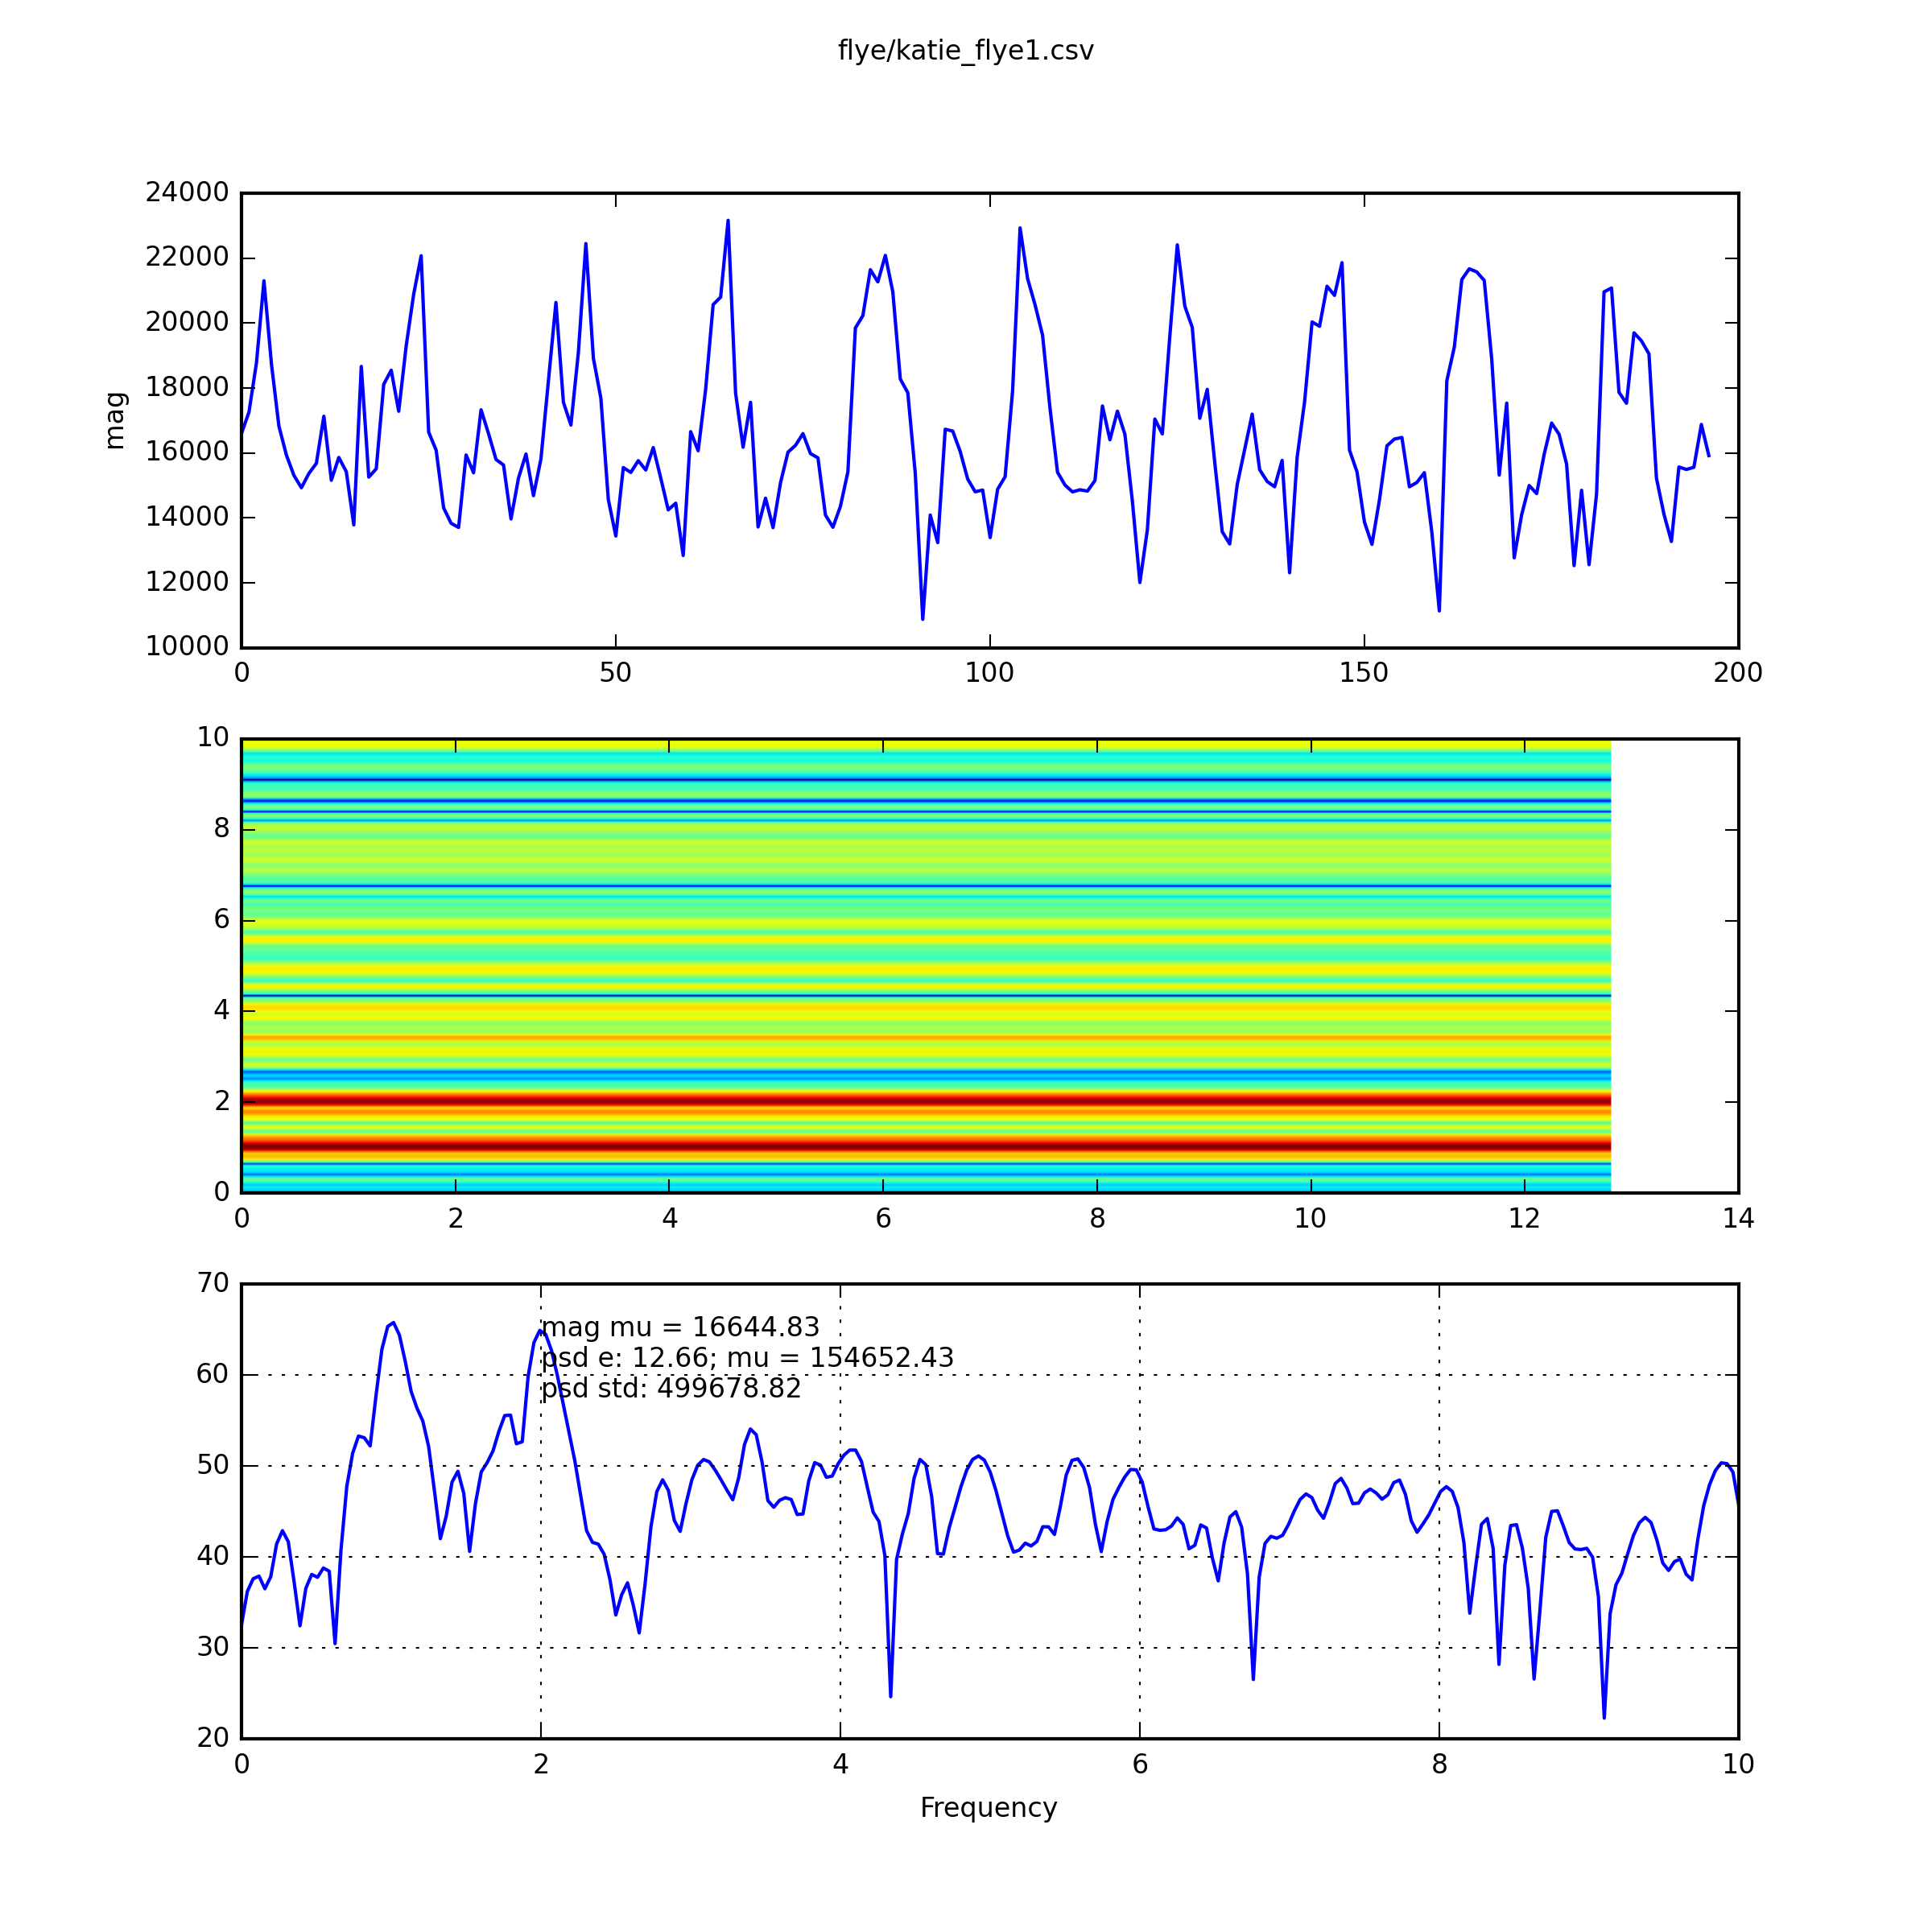 flye/katie_flye1.csv
24000
22000
20000
18000
16000
14000
12000
10000
mag
0 50 100 150 200
10
8
6
4
2
0
0 2 4 6 8 10 12 14
70
60
50
40
30
20
mag mu = 16644.83
psd e: 12.66; mu = 154652.43
psd std: 499678.82
0 2 4 6 8 10
Frequency